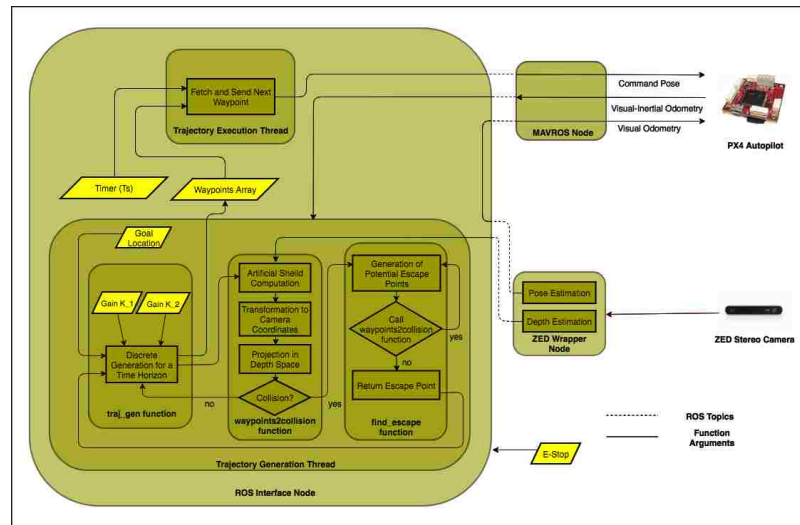 Fetch and Send Next
Waypoint
Trajectory Execution Thread
Command Pose
Visual-Inertial Odometry
Visual Odometry
MAVROS Node
PX4 Autopilot
Timer (Ts)
Waypoints Array
Goal
Location
Gain K_1
Gain K_2
Discrete
Generation for a
Time Horizon
traj_gen function
Artificial Sheild
Computation
Transformation to
Camera
Coordinates
Projection in
Depth Space
Collision?
no
yes
waypoints2collision
function
Generation of
Potential Escape
Points
Call
waypoints2collision
function
yes
no
Return Escape Point
find_escape
function
Trajectory Generation Thread
ROS Interface Node
Pose Estimation
Depth Estimation
ZED Wrapper
Node
ZED Stereo Camera
ROS Topics
Function
Arguments
E-Stop